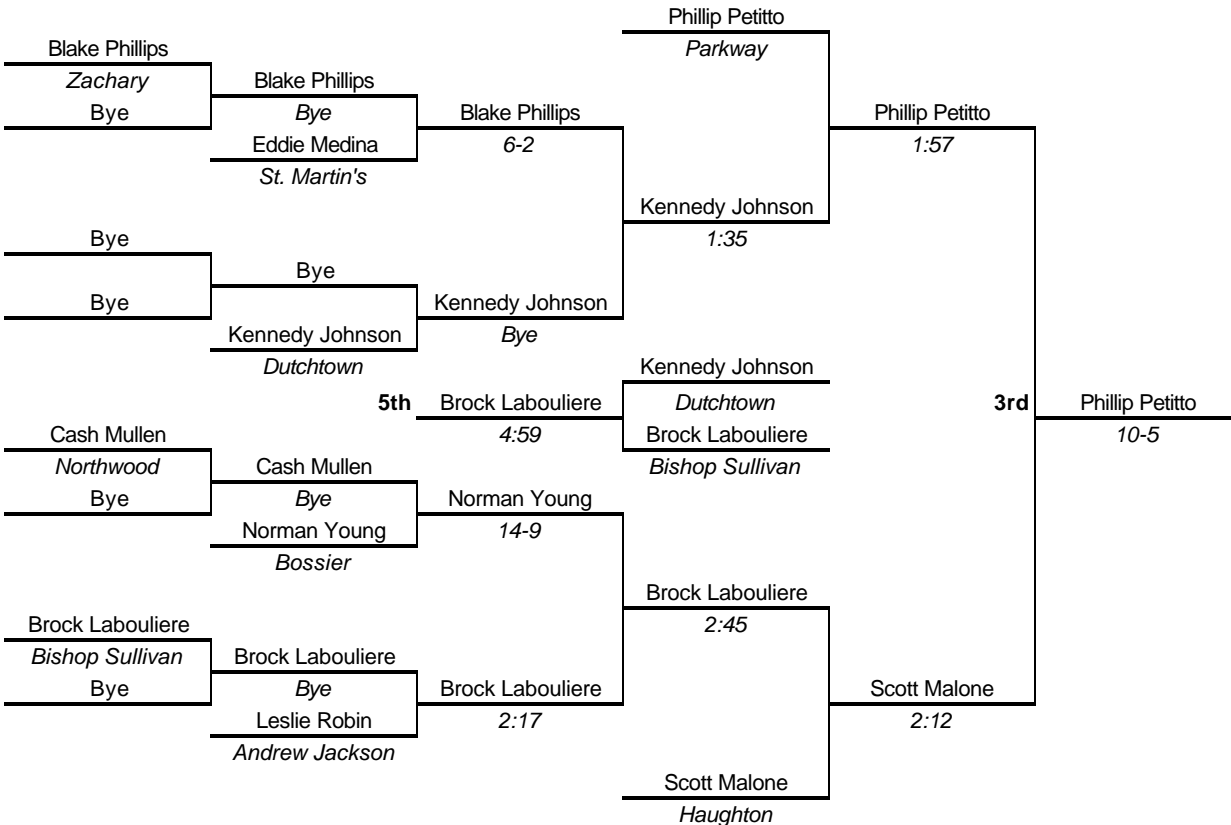 Phillip Petitto
Blake Phillips
Parkway
Zachary
Blake Phillips
Bye
Bye
Blake Phillips
Phillip Petitto
Eddie Medina
6-2
1:57
St. Martin's
Kennedy Johnson
Bye
1:35
Bye
Bye
Kennedy Johnson
Kennedy Johnson
Bye
Dutchtown
Kennedy Johnson
5th
Brock Labouliere
Dutchtown
3rd
Phillip Petitto
Cash Mullen
4:59
Brock Labouliere
10-5
Northwood
Cash Mullen
Bishop Sullivan
Bye
Bye
Norman Young
Norman Young
14-9
Bossier
Brock Labouliere
Brock Labouliere
2:45
Bishop Sullivan
Brock Labouliere
Bye
Bye
Brock Labouliere
Scott Malone
Leslie Robin
2:17
2:12
Andrew Jackson
Scott Malone
Haughton